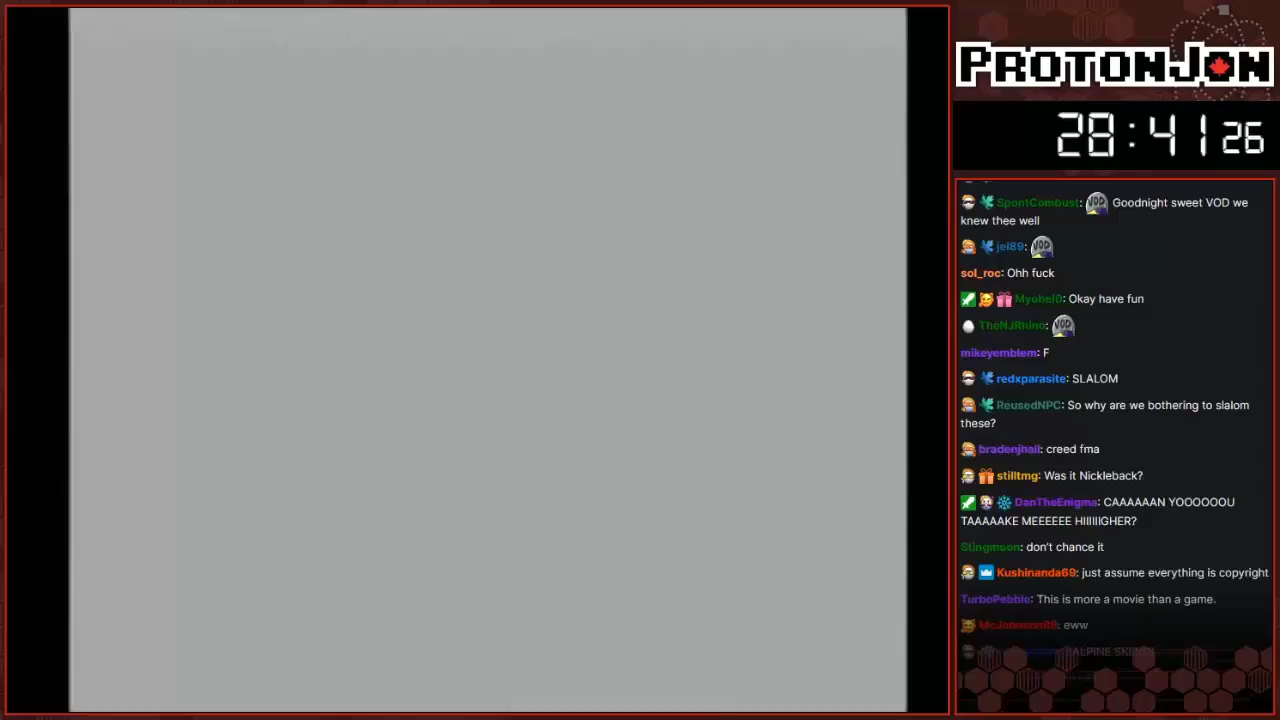 PROTONJON
28:41 26
SpontCombust: Goodnight sweet VOD we
knew thee well
jel89:
sol_roc: Ohh fuck
Myohel0: Okay have fun
TheNJRhino:
mikeyemblem: F
redxparasite: SLALOM
ReusedNPC: So why are we bothering to slalom
these?
bradenjhall: creed fma
stilltmg: Was it Nickleback?
DanTheEnigma: CAAAAAAN YOOOOOOU
TAAAAAKE MEEEEEE HIIIIIIGHER?
Stingmoon: don't chance it
Kushinanda69: just assume everything is copyright
TurboPebble: This is more a movie than a game.
eww
ALPINE